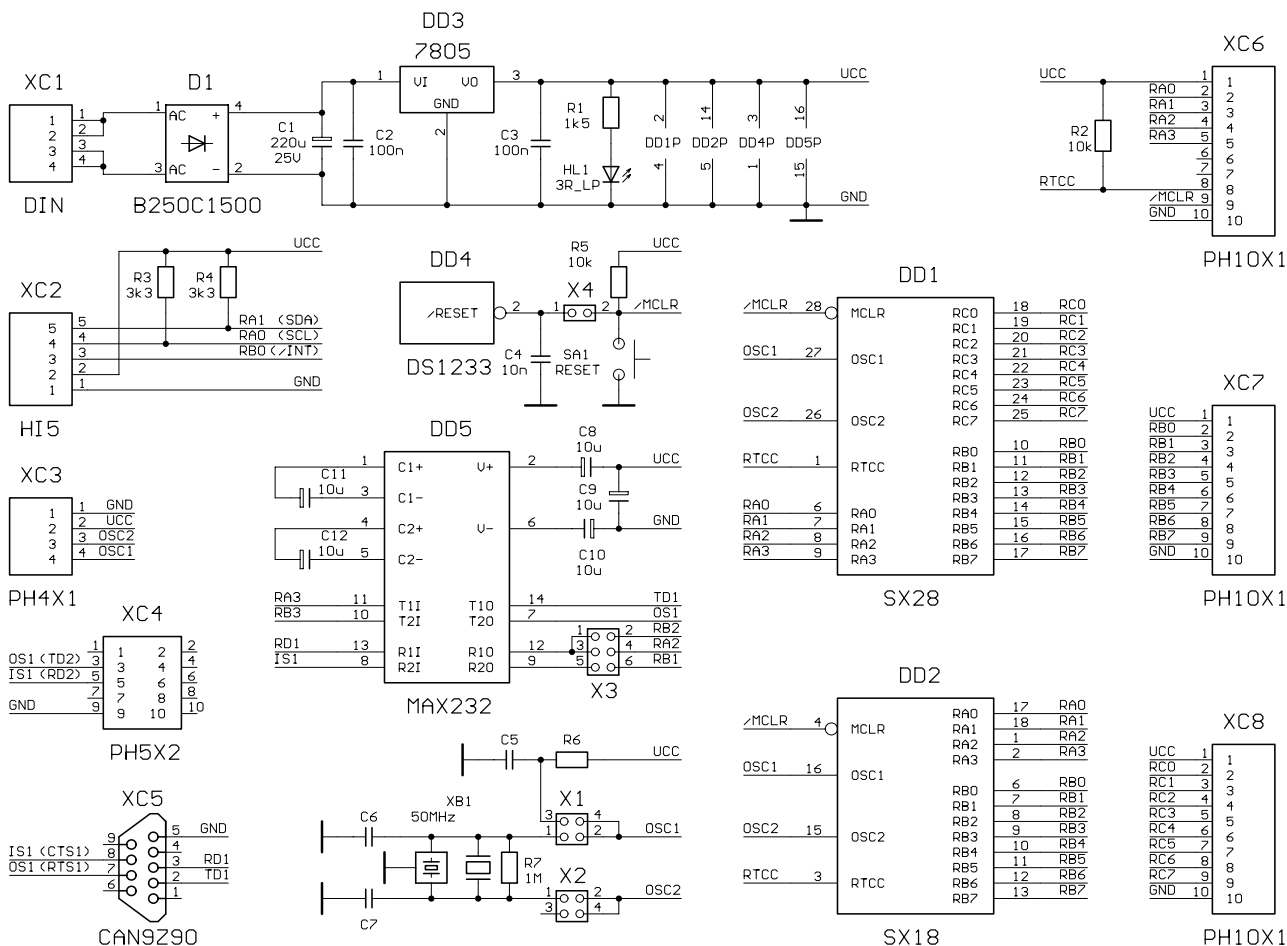 DD3
7805
XC1
DIN
1 1
2 2
3 3
4 4
D1
B250C1500
1 AC + 4
3 AC - 2
C1
220u
25V
C2
100n
1 VI VO 3
GND
2
C3
100n
R1
1k5
HL1
3R_LP
2 DD1P 4
14 DD2P 5
3 DD4P 1
16 DD5P 15
UCC
GND
XC6
UCC 1 1
RA0 2 2
RA1 3 3
RA2 4 4
RA3 5 5
6 6
7 7
RTCC 8 8
/MCLR 9 9
GND 10 10
R2
10k
PH10X1
XC2
HI5
UCC
R3
3k3
R4
3k3
5 5 RA1 (SDA)
4 4 RA0 (SCL)
3 3 RB0(/INT)
2 2
1 1 GND
DD4
/RESET 2
DS1233
C4
10n
1 X4 2
R5
10k
UCC
/MCLR
SA1
RESET
DD1
/MCLR 28 MCLR
OSC1 27 OSC1
OSC2 26 OSC2
RTCC 1 RTCC
RA0 6 RA0
RA1 7 RA1
RA2 8 RA2
RA3 9 RA3
RC0 18 RC0
RC1 19 RC1
RC2 20 RC2
RC3 21 RC3
RC4 22 RC4
RC5 23 RC5
RC6 24 RC6
RC7 25 RC7
RB0 10 RB0
RB1 11 RB1
RB2 12 RB2
RB3 13 RB3
RB4 14 RB4
RB5 15 RB5
RB6 16 RB6
RB7 17 RB7
SX28
XC7
UCC 1 1
RB0 2 2
RB1 3 3
RB2 4 4
RB3 5 5
RB4 6 6
RB5 7 7
RB6 8 8
RB7 9 9
GND 10 10
PH10X1
XC3
1 1 GND
2 2 UCC
3 3 OSC2
4 4 OSC1
PH4X1
DD5
1 C1+ V+ 2
C11
10u
3 C1-
4 C2+ V- 6
C12
10u
5 C2-
RA3 11 T1I T1O 14 TD1
RB3 10 T2I T2O 7 OS1
RD1 13 R1I R1O 12
IS1 8 R2I R2O 9
MAX232
C8
10u
UCC
C9
10u
GND
C10
10u
1 2 RB2
3 4 RA2
5 6 RB1
X3
XC4
1 1 2 2
OS1(TD2) 3 3 4 4
IS1(RD2) 5 5 6 6
7 7 8 8
GND 9 9 10 10
PH5X2
XC5
9 5 GND
IS1(CTS1) 8 4
OS1(RTS1) 7 3 RD1
6 2 TD1
1
CAN9Z90
C5 R6 UCC
C6
XB1
50MHz
C7
R7
1M
X1
3 4
1 2 OSC1
X2
1 2 OSC2
3 4
DD2
/MCLR 4 MCLR
OSC1 16 OSC1
OSC2 15 OSC2
RTCC 3 RTCC
RA0 17 RA0
RA1 18 RA1
RA2 1 RA2
RA3 2 RA3
RB0 6 RB0
RB1 7 RB1
RB2 8 RB2
RB3 9 RB3
RB4 10 RB4
RB5 11 RB5
RB6 12 RB6
RB7 13 RB7
SX18
XC8
UCC 1 1
RC0 2 2
RC1 3 3
RC2 4 4
RC3 5 5
RC4 6 6
RC5 7 7
RC6 8 8
RC7 9 9
GND 10 10
PH10X1